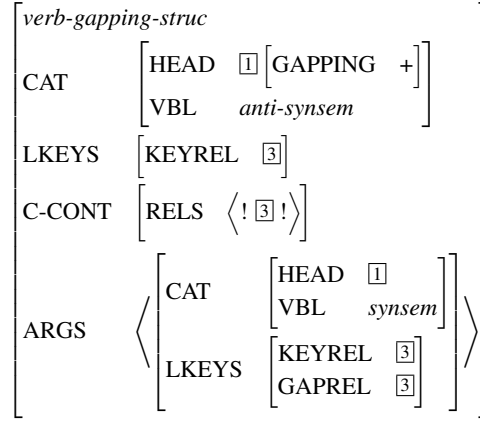 verb-gapping-struc
CAT [HEAD [1] [GAPPING +]
VBL anti-synsem]
LKEYS [KEYREL [3]]
C-CONT [RELS ⟨! [3] !⟩]
ARGS ⟨[CAT [HEAD [1]
VBL synsem]
LKEYS [KEYREL [3]
GAPREL [3]]]⟩